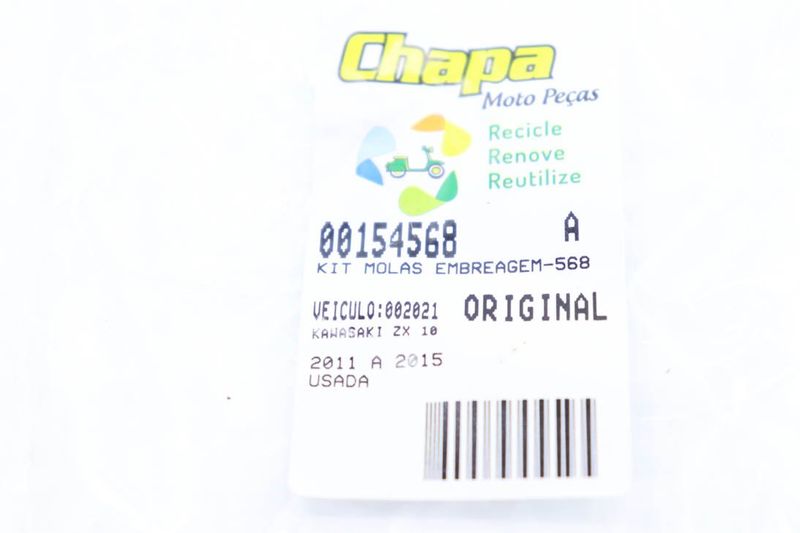 Chapa
Moto Peças
Recicle
Renove
Reutilize
00154568 A
KIT MOLAS EMBREAGEM-568
VEICULO:002021 ORIGINAL
KAWASAKI ZX 10
2011 A 2015
USADA